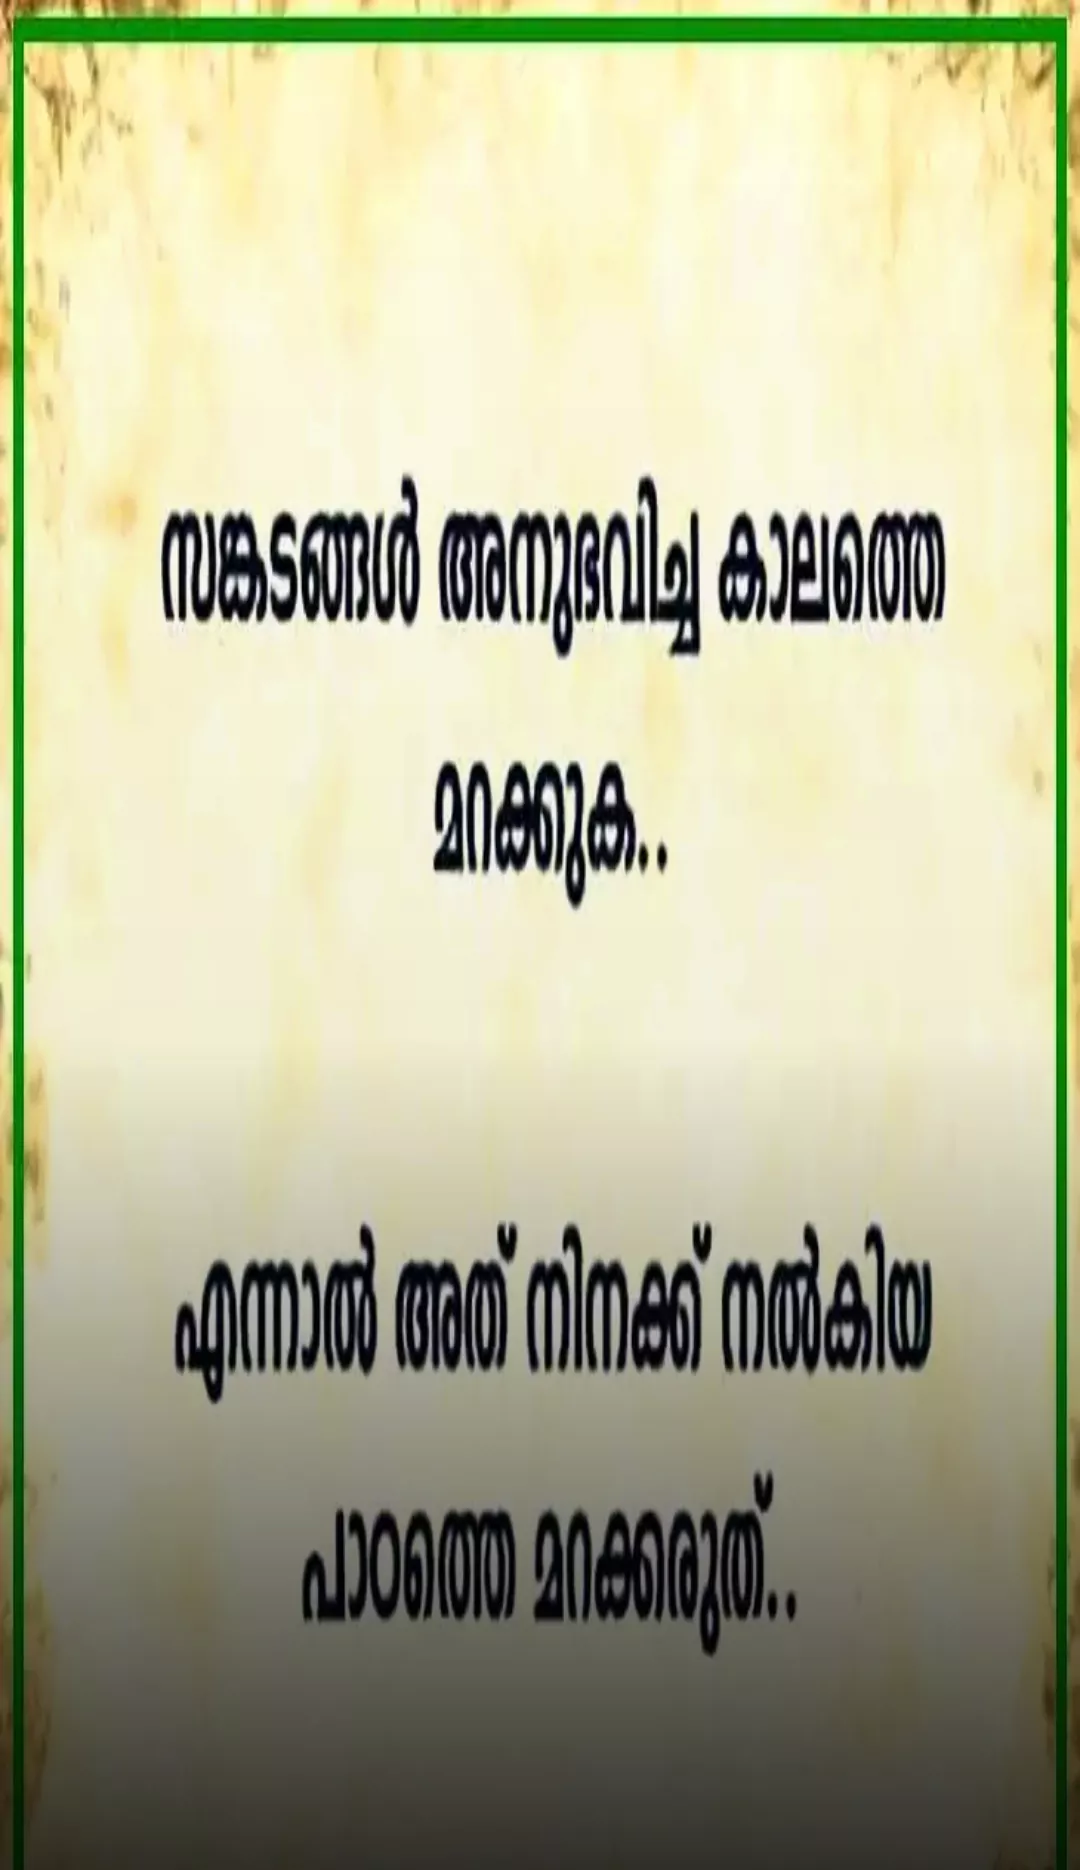 സങ്കടങ്ങൾ അനുഭവിച്ച കാലത്തെ
മറക്കുക..
എന്നാൽ അത് നിനക്ക് നൽകിയ
പാഠത്തെ മറക്കരുത്..